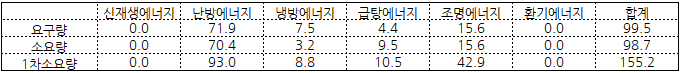 신재생에너지 난방에너지 냉방에너지 급탕에너지 조명에너지 환기에너지 합계
요구량 0.0 71.9 7.5 4.4 15.6 0.0 99.5
소요량 0.0 70.4 3.2 9.5 15.6 0.0 98.7
1차소요량 0.0 93.0 8.8 10.5 42.9 0.0 155.2